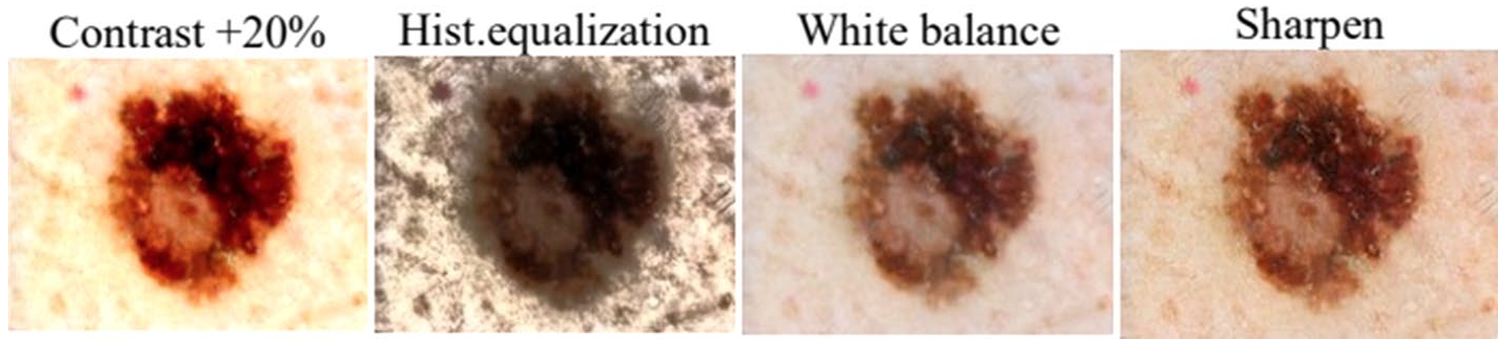 Contrast +20%
Hist.equalization
White balance
Sharpen